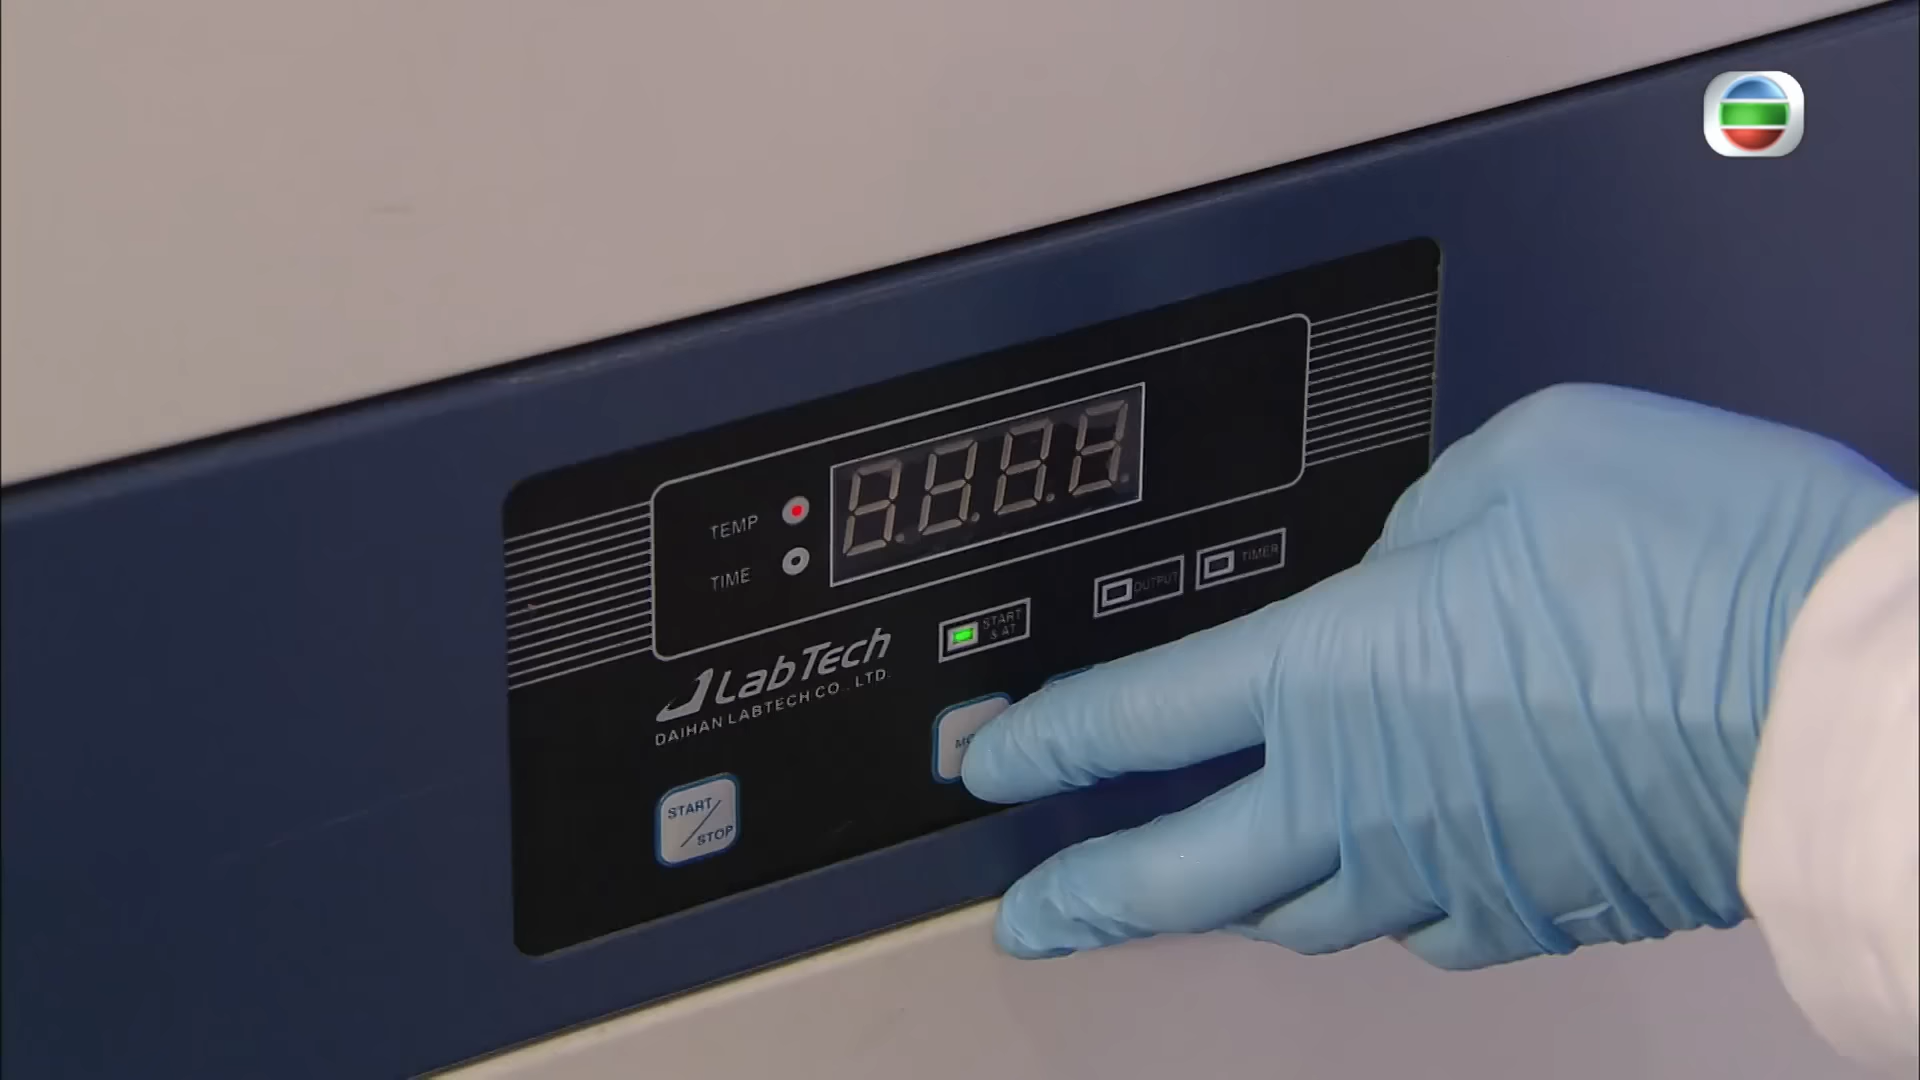 TEMP
TIME
OUTPUT
TIMER
START
& AT
LabTech
DAIHAN LABTECH CO., LTD.
START/
STOP